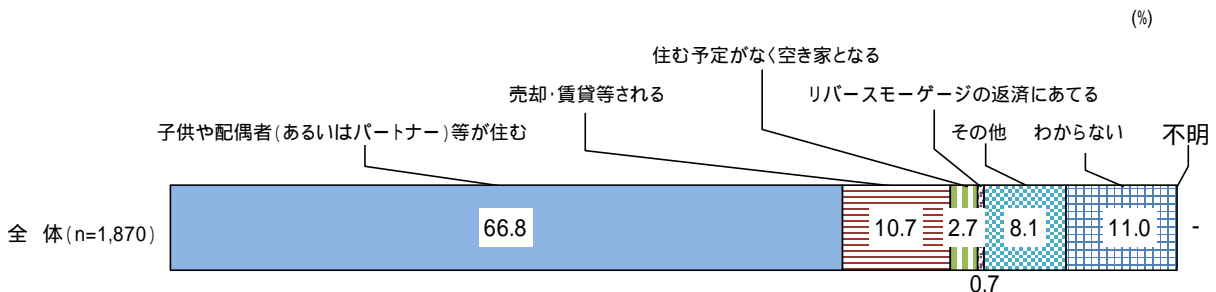 (%)
住む予定がなく空き家となる
売却・賃貸等される
リバースモーゲージの返済にあてる
子供や配偶者(あるいはパートナー)等が住む
その他
わからない
不明
全 体(n=1,870)
66.8
10.7
2.7
8.1
11.0
-
0.7